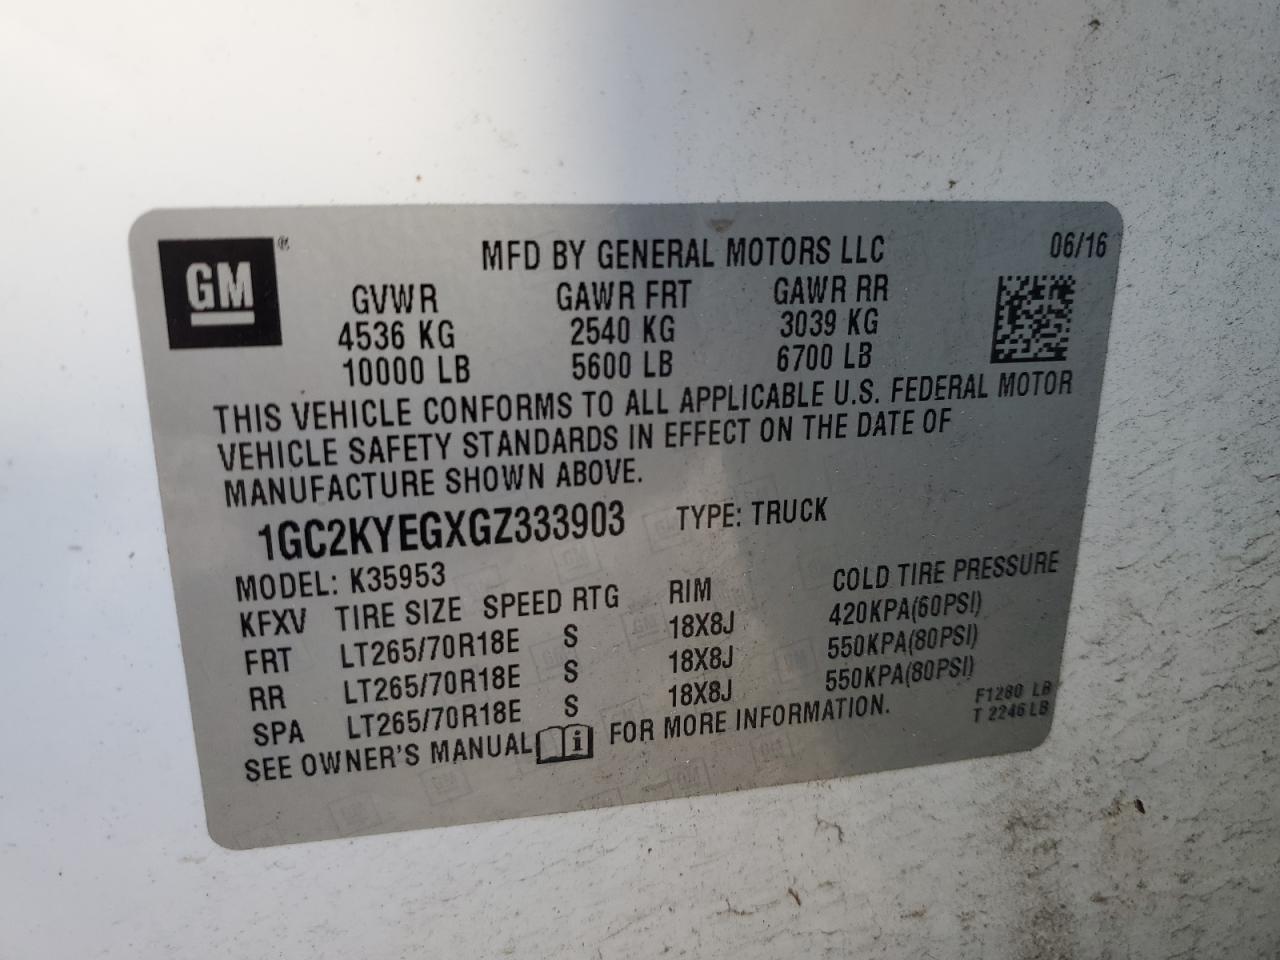 GM ® MFD BY GENERAL MOTORS LLC 06/16
GVWR GAWR FRT GAWR RR
4536 KG 2540 KG 3039 KG
10000 LB 5600 LB 6700 LB
THIS VEHICLE CONFORMS TO ALL APPLICABLE U.S. FEDERAL MOTOR
VEHICLE SAFETY STANDARDS IN EFFECT ON THE DATE OF
MANUFACTURE SHOWN ABOVE.
1GC2KYEGXGZ333903 TYPE: TRUCK
MODEL: K35953
KFXV TIRE SIZE SPEED RTG RIM COLD TIRE PRESSURE
FRT LT265/70R18E S 18X8J 420KPA(60PSI)
RR LT265/70R18E S 18X8J 550KPA(80PSI)
SPA LT265/70R18E S 18X8J 550KPA(80PSI)
SEE OWNER'S MANUAL i FOR MORE INFORMATION. F1280 LB
T 2246 LB